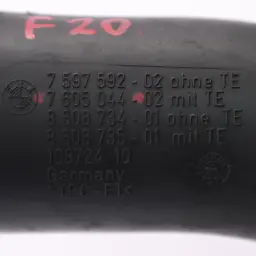 F20
7 597 592 - 02 ohne TE
7 605 044 - 02 mit TE
8 608 734 - 01 ohne TE
8 608 735 - 01 mit TE
Germany